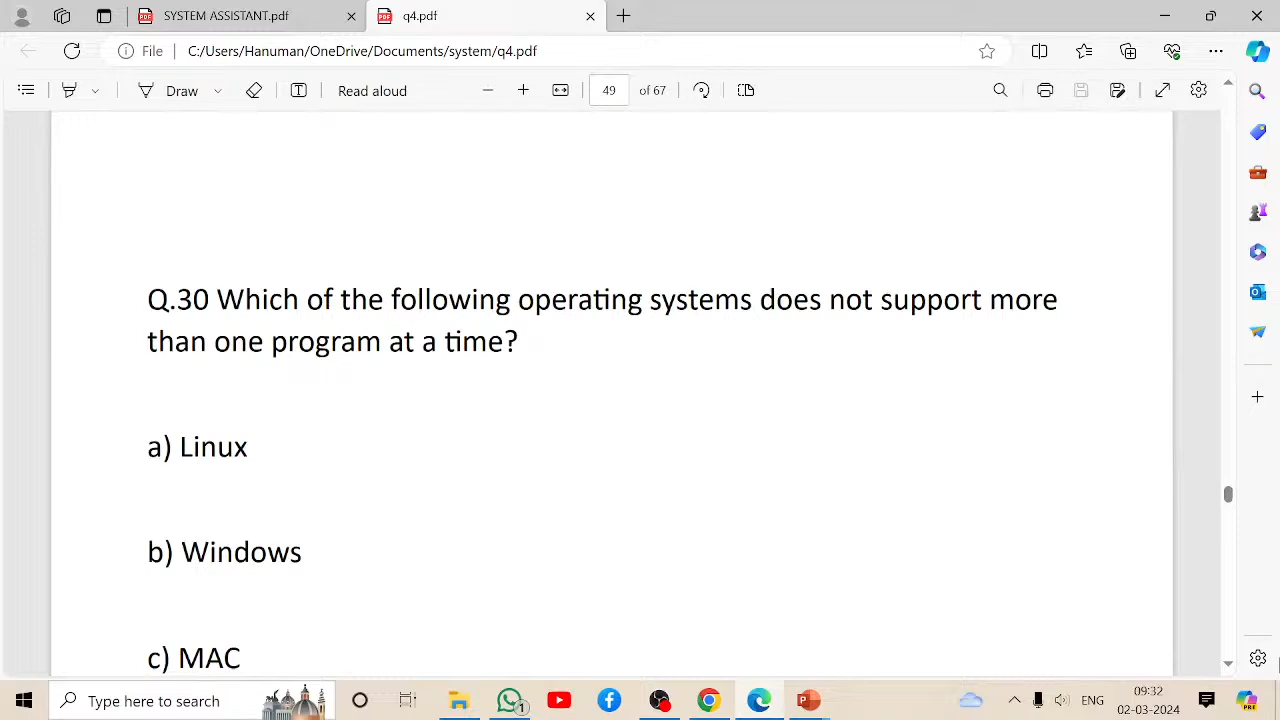 SYSTEM ASSISTANT.pdf
q4.pdf
File
C:/Users/Hanuman/OneDrive/Documents/system/q4.pdf
Draw
Read aloud
49 of 67
Q.30 Which of the following operating systems does not support more
than one program at a time?
a) Linux
b) Windows
c) MAC
Type here to search
1
ENG
00:32
02-03-2024